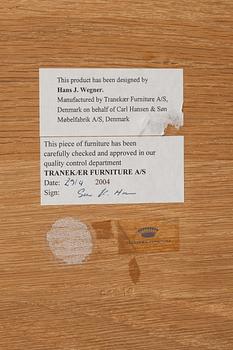 This product has been designed by
Hans J. Wegner.
Manufactured by Tranekær Furniture A/S,
Denmark on behalf of Carl Hansen & Søn
Møbelfabrik A/S, Denmark
This piece of furniture has been
carefully checked and approved in our
quality control department
TRANEKÆR FURNITURE A/S
Date: 29/4 2004
Sign: